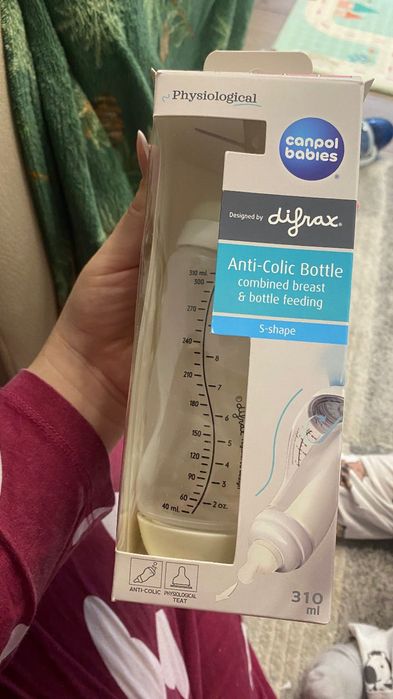 Physiological
canpol
babies
Designed by difrax®
Anti-Colic Bottle
combined breast
& bottle feeding
S-shape
310 ml
300
270
240
8
210
7
180
6
150
5
120
4
90
3
60
2 oz.
40 ml
© difrax
ANTI-COLIC
PHYSIOLOGICAL
TEAT
310
ml